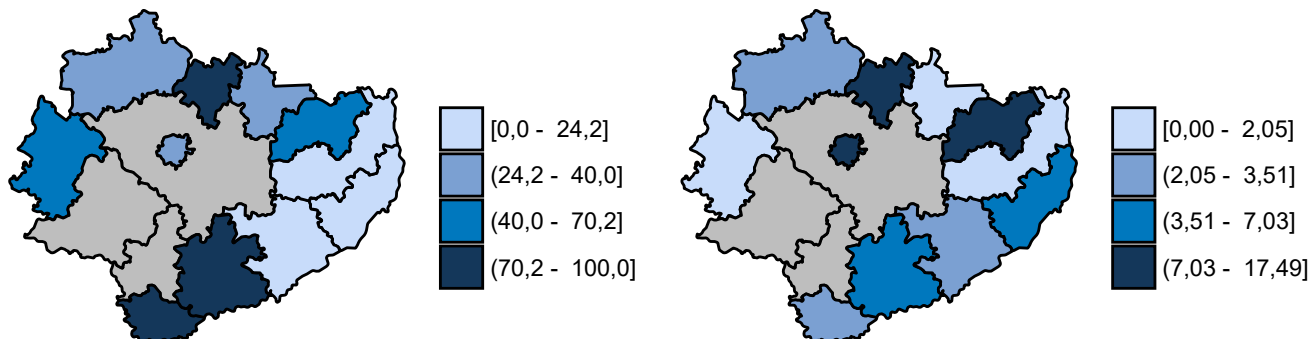 [0,0 - 24,2]
(24,2 - 40,0]
(40,0 - 70,2]
(70,2 - 100,0]
[0,00 - 2,05]
(2,05 - 3,51]
(3,51 - 7,03]
(7,03 - 17,49]